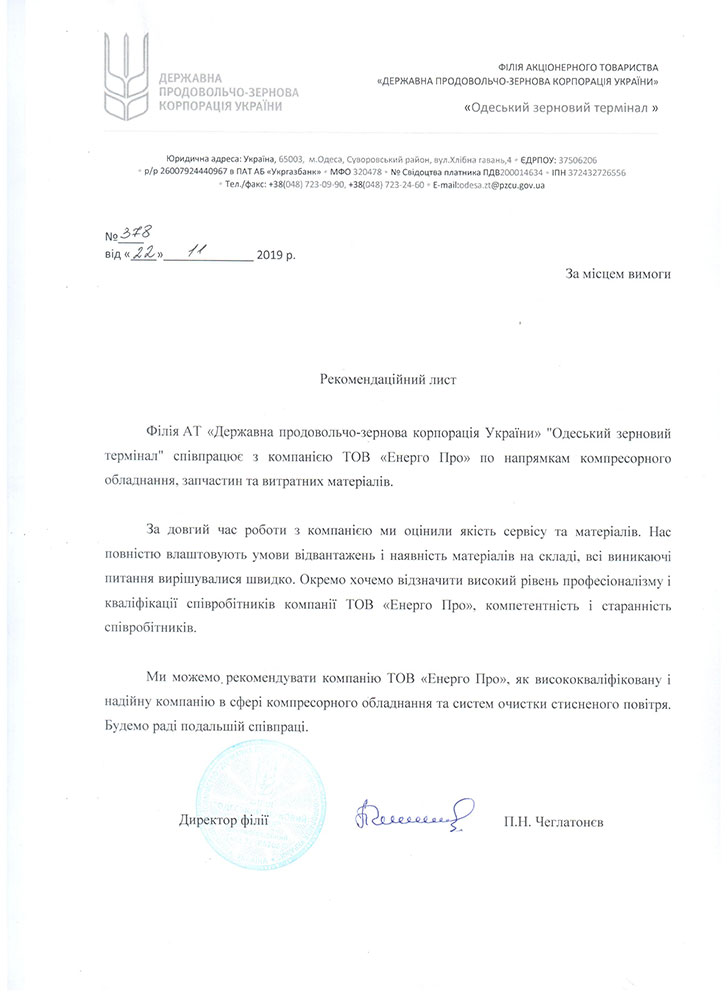 ДЕРЖАВНА
ПРОДОВОЛЬЧО-ЗЕРНОВА
КОРПОРАЦІЯ УКРАЇНИ
ФІЛІЯ АКЦІОНЕРНОГО ТОВАРИСТВА
«ДЕРЖАВНА ПРОДОВОЛЬЧО-ЗЕРНОВА КОРПОРАЦІЯ УКРАЇНИ»
«Одеський зерновий термінал »
Юридична адреса: Україна, 65003, м.Одеса, Суворовський район, вул.Хлібна гавань,4 • ЄДРПОУ: 37506206
• р/р 26007924440967 в ПАТ АБ «Укргазбанк» • МФО 320478 • № Свідоцтва платника ПДВ200014634 • ІПН 372432726556
• Тел./факс: +38(048) 723-09-90, +38(048) 723-24-60 • E-mail:odesa.zt@pzcu.gov.ua
№ 378
від « 22 » 11 2019 р.
За місцем вимоги
Рекомендаційний лист
Філія АТ «Державна продовольчо-зернова корпорація України» "Одеський зерновий
термінал" співпрацює з компанією ТОВ «Енерго Про» по напрямкам компресорного
обладнання, запчастин та витратних матеріалів.
За довгий час роботи з компанією ми оцінили якість сервісу та матеріалів. Нас
повністю влаштовують умови відвантажень і наявність матеріалів на складі, всі виникаючі
питання вирішувалися швидко. Окремо хочемо відзначити високий рівень професіоналізму і
кваліфікації співробітників компанії ТОВ «Енерго Про», компетентність і старанність
співробітників.
Ми можемо рекомендувати компанію ТОВ «Енерго Про», як висококваліфіковану і
надійну компанію в сфері компресорного обладнання та систем очистки стисненого повітря.
Будемо раді подальшій співпраці.
Директор філії
П.Н. Чеглатонєв